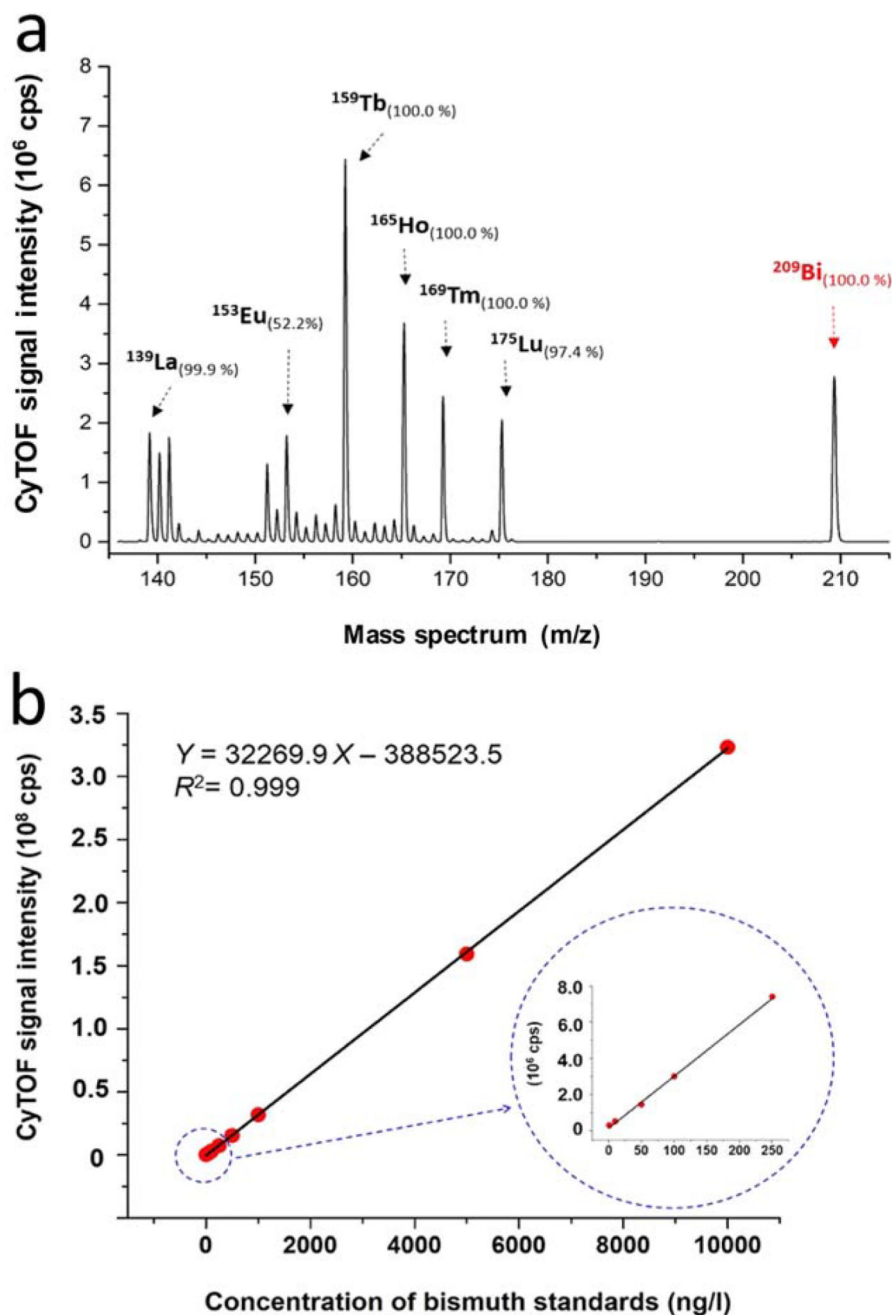 a
CyTOF signal intensity (10⁶ cps)
8
7
6
5
4
3
2
1
0
¹³⁹La(99.9 %)
¹⁵³Eu(52.2%)
¹⁵⁹Tb(100.0 %)
¹⁶⁵Ho(100.0 %)
¹⁶⁹Tm(100.0 %)
¹⁷⁵Lu(97.4 %)
²⁰⁹Bi(100.0 %)
140 150 160 170 180 190 200 210
Mass spectrum (m/z)
b
CyTOF signal intensity (10⁸ cps)
3.5
3.0
2.5
2.0
1.5
1.0
0.5
0
Y = 32269.9 X – 388523.5
R²= 0.999
(10⁶ cps)
8.0
6.0
4.0
2.0
0
0 50 100 150 200 250
0 2000 4000 6000 8000 10000
Concentration of bismuth standards (ng/l)